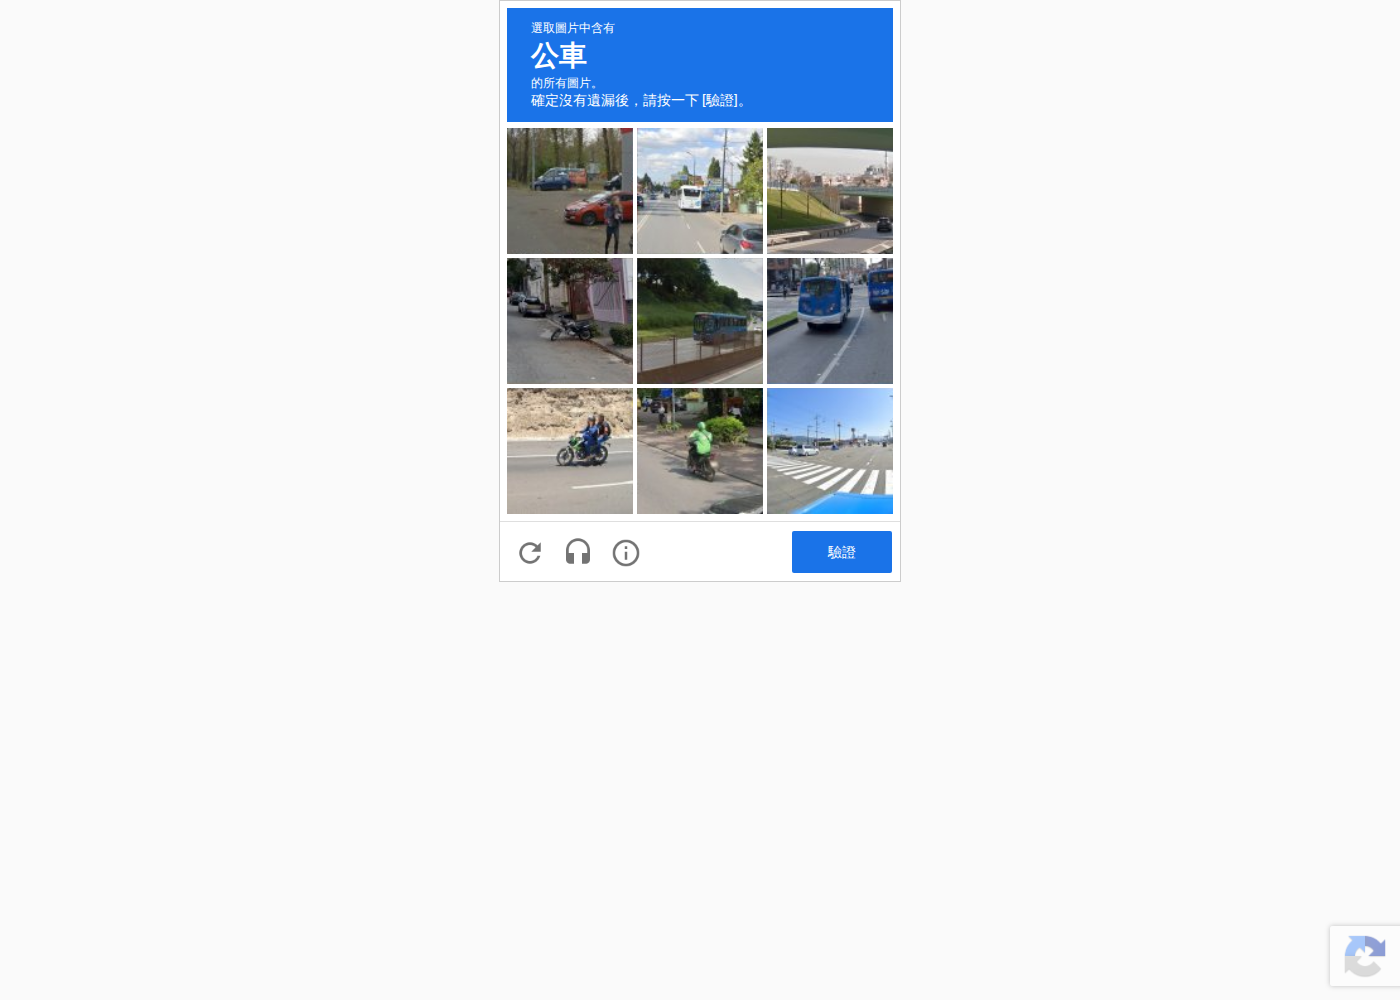 選取圖片中含有
公車
的所有圖片。
確定沒有遺漏後，請按一下 [驗證]。
驗證